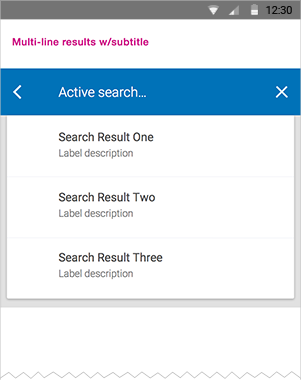 12:30
Multi-line results w/subtitle
Active search...
Search Result One
Label description
Search Result Two
Label description
Search Result Three
Label description